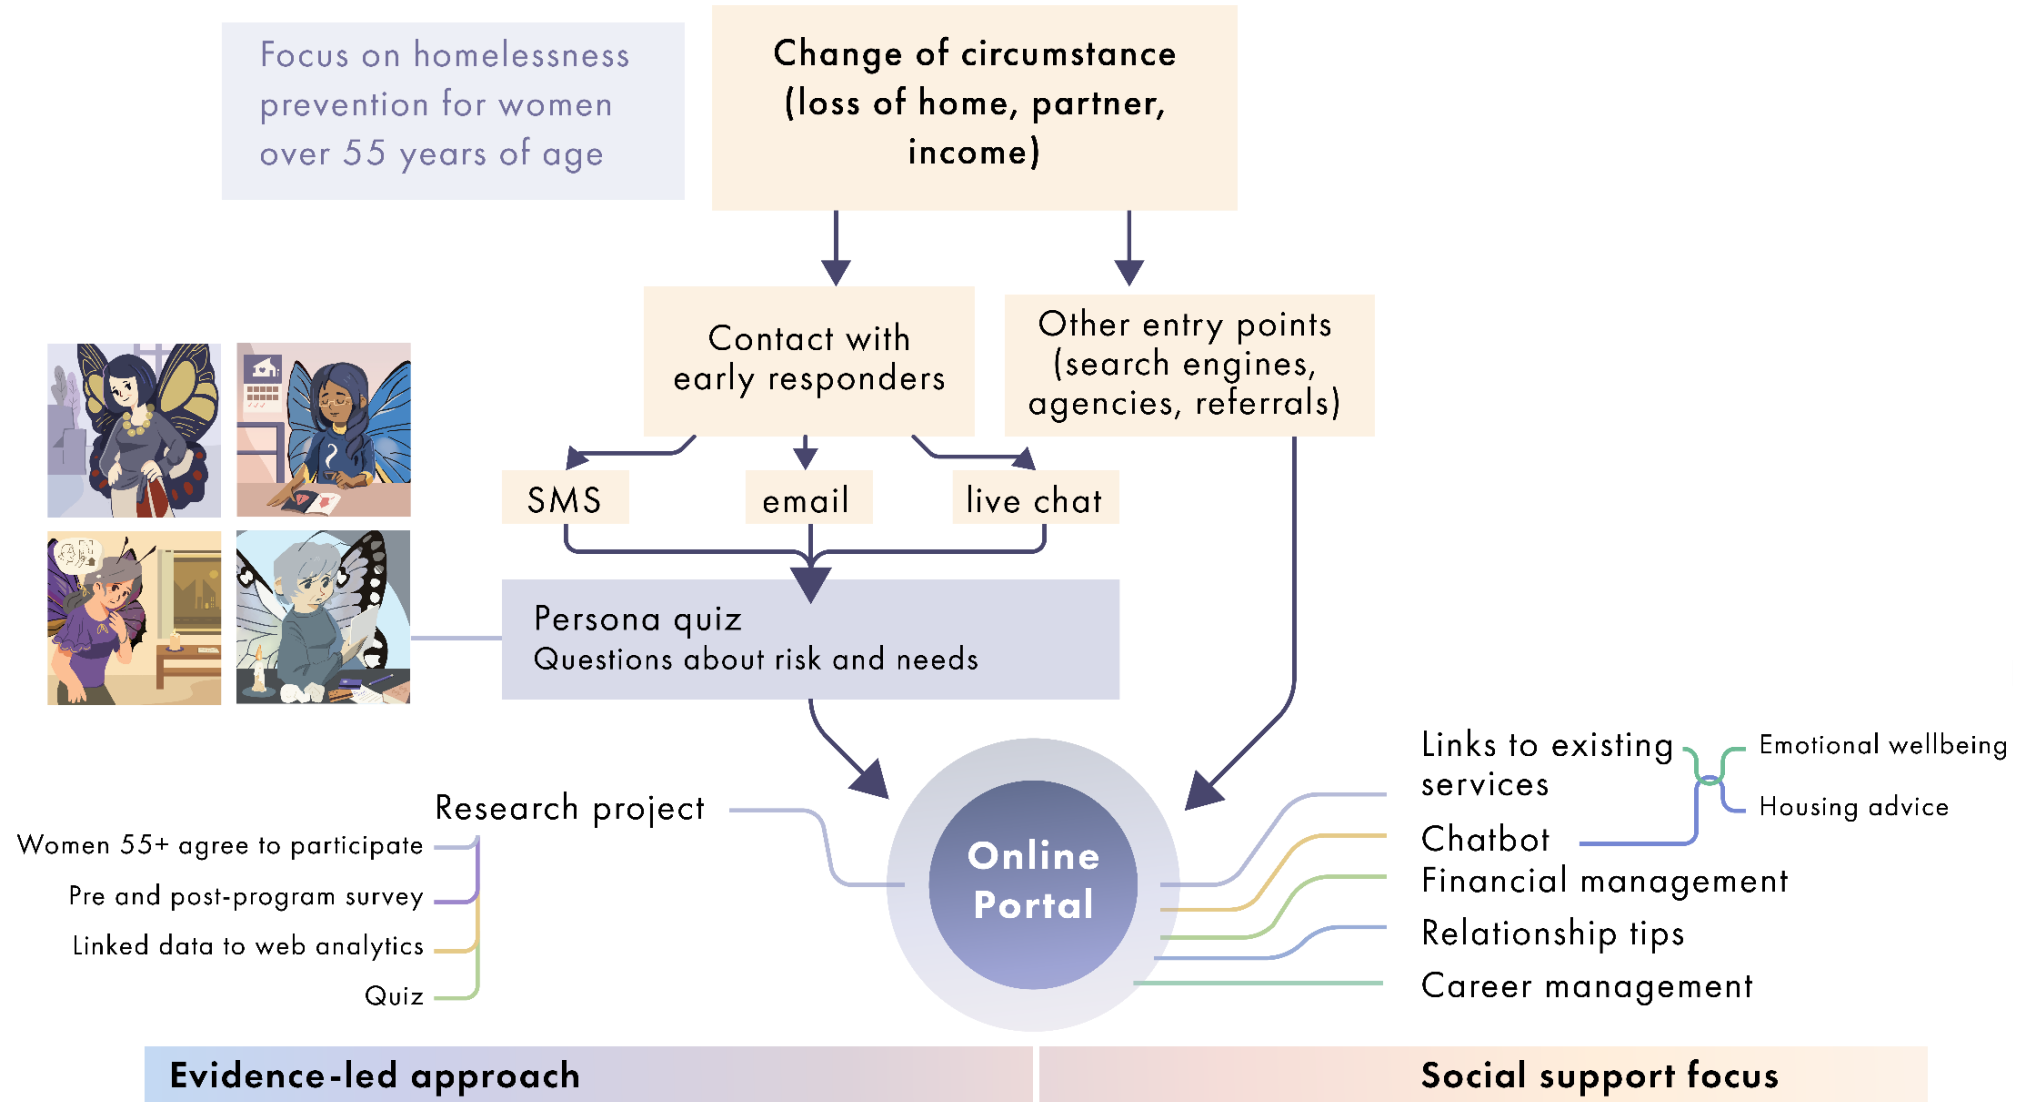 Focus on homelessness
prevention for women
over 55 years of age
Change of circumstance
(loss of home, partner,
income)
Contact with
early responders
Other entry points
(search engines,
agencies, referrals)
SMS
email
live chat
Persona quiz
Questions about risk and needs
Online
Portal
Research project
Women 55+ agree to participate
Pre and post-program survey
Linked data to web analytics
Quiz
Links to existing
services
Emotional wellbeing
Housing advice
Chatbot
Financial management
Relationship tips
Career management
Evidence-led approach
Social support focus